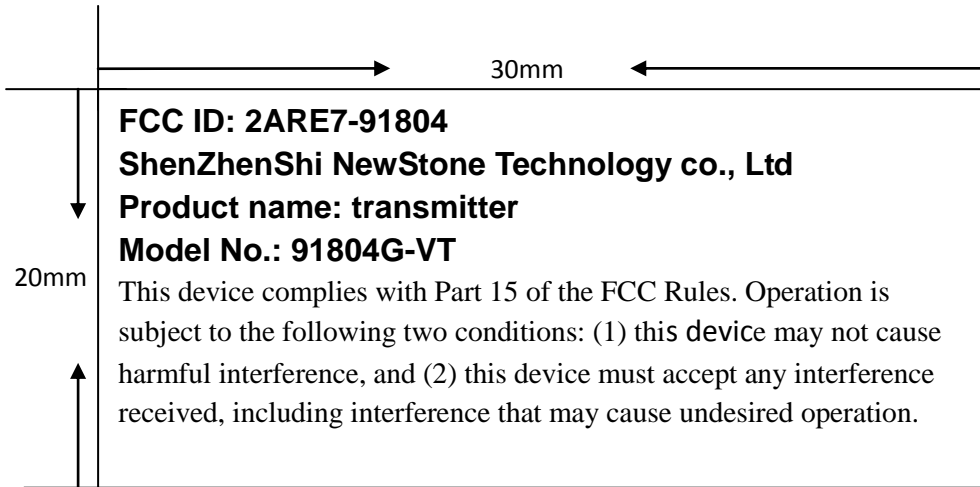 30mm
FCC ID: 2ARE7-91804
ShenZhenShi NewStone Technology co., Ltd
Product name: transmitter
Model No.: 91804G-VT
20mm
This device complies with Part 15 of the FCC Rules. Operation is
subject to the following two conditions: (1) this device may not cause
harmful interference, and (2) this device must accept any interference
received, including interference that may cause undesired operation.